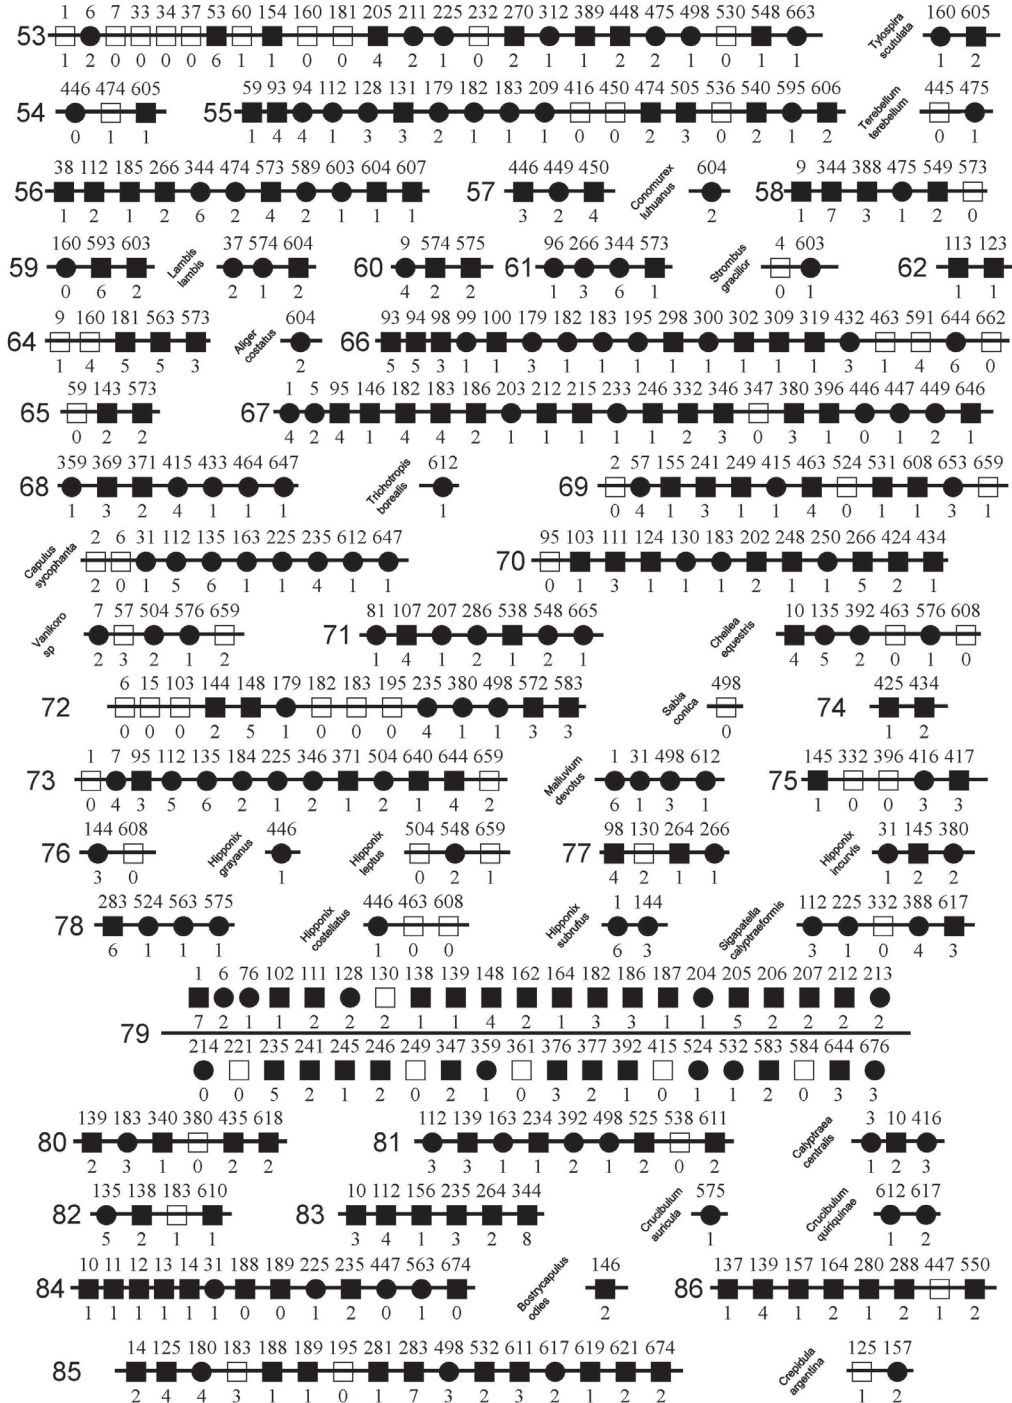 1 6 7 33 34 37 53 60 154 160 181 205 211 225 232 270 312 389 448 475 498 530 548 663 160 605
53 Tylospira scutulata
1 2 0 0 0 0 6 1 1 0 0 4 2 1 0 2 1 1 2 2 1 0 1 1 1 2
446 474 605 59 93 94 112 128 131 179 182 183 209 416 450 474 505 536 540 595 606 445 475
54 55 Terebellum terebellum
0 1 1 1 4 4 1 3 3 2 1 1 1 0 0 2 3 0 2 1 2 0 1
38 112 185 266 344 474 573 589 603 604 607 446 449 450 604 9 344 388 475 549 573
56 57 Conomurex luhuanus 58
1 2 1 2 6 2 4 2 1 1 1 3 2 4 2 1 7 3 1 2 0
160 593 603 37 574 604 9 574 575 96 266 344 573 4 603 113 123
59 Lambis lambis 60 61 Strombus gracilior 62
0 6 2 2 1 2 4 2 2 1 3 6 1 0 1 1 1
9 160 181 563 573 604 93 94 98 99 100 179 182 183 195 298 300 302 309 319 432 463 591 644 662
64 Aliger costatus 66
1 4 5 5 3 2 5 5 3 1 1 3 1 1 1 1 1 1 1 1 3 1 4 6 0
59 143 573 1 5 95 146 182 183 186 203 212 215 233 246 332 346 347 380 396 446 447 449 646
65 67
0 2 2 4 2 4 1 4 4 2 1 1 1 1 1 2 3 0 3 1 0 1 2 1
359 369 371 415 433 464 647 612 2 57 155 241 249 415 463 524 531 608 653 659
68 Trichotropis borealis 69
1 3 2 4 1 1 1 1 0 4 1 3 1 1 4 0 1 1 3 1
2 6 31 112 135 163 225 235 612 647 95 103 111 124 130 183 202 248 250 266 424 434
Capulus sycophanta 70
2 0 1 5 6 1 1 4 1 1 0 1 3 1 1 1 2 1 1 5 2 1
7 57 504 576 659 81 107 207 286 538 548 665 10 135 392 463 576 608
Vanikoro sp 71 Cheilea equestris
2 3 2 1 2 1 4 1 2 1 2 1 4 5 2 0 1 0
6 15 103 144 148 179 182 183 195 235 380 498 572 583 498 425 434
72 Sabia conica 74
0 0 0 2 5 1 0 0 0 4 1 1 3 3 0 1 2
1 7 95 112 135 184 225 346 371 504 640 644 659 1 31 498 612 145 332 396 416 417
73 Malluvium devotus 75
0 4 3 5 6 2 1 2 1 2 1 4 2 6 1 3 1 1 0 0 3 3
144 608 446 504 548 659 98 130 264 266 31 145 380
76 Hipponix grayanus Hipponix leptus 77 Hipponix incurvis
3 0 1 0 2 1 4 2 1 1 1 2 2
283 524 563 575 446 463 608 1 144 112 225 332 388 617
78 Hipponix costellatus Hipponix subrufus Sigapatella calyptraeformis
6 1 1 1 1 0 0 6 3 3 1 0 4 3
1 6 76 102 111 128 130 138 139 148 162 164 182 186 187 204 205 206 207 212 213
7 2 1 1 2 2 2 1 1 4 2 1 3 3 1 1 5 2 2 2 2
79
214 221 235 241 245 246 249 347 359 361 376 377 392 415 524 532 583 584 644 676
0 0 5 2 1 2 0 2 1 0 3 2 1 0 1 1 2 0 3 3
139 183 340 380 435 618 112 139 163 234 392 498 525 538 611 3 10 416
80 81 Calyptraea centralis
2 3 1 0 2 2 3 3 1 1 2 1 2 0 2 1 2 3
135 138 183 610 10 112 156 235 264 344 575 612 617
82 83 Crucibulum auricula Crucibulum quiriquinae
5 2 1 1 3 4 1 3 2 8 1 1 2
10 11 12 13 14 31 188 189 225 235 447 563 674 146 137 139 157 164 280 288 447 550
84 Bostrycapulus odies 86
1 1 1 1 1 1 0 0 1 2 0 1 0 2 1 4 1 2 1 2 1 2
14 125 180 183 188 189 195 281 283 498 532 611 617 619 621 674 125 157
85 Crepidula argentina
2 4 4 3 1 1 0 1 7 3 2 3 2 1 2 2 1 2